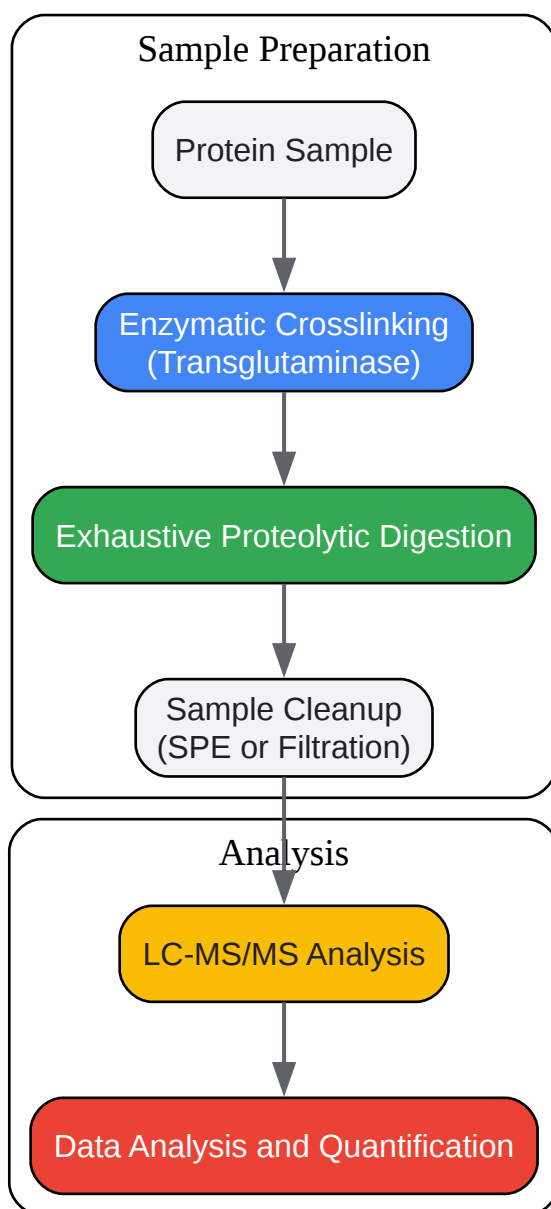 Sample Preparation
Protein Sample
Enzymatic Crosslinking
(Transglutaminase)
Exhaustive Proteolytic Digestion
Sample Cleanup
(SPE or Filtration)
Analysis
LC-MS/MS Analysis
Data Analysis and Quantification